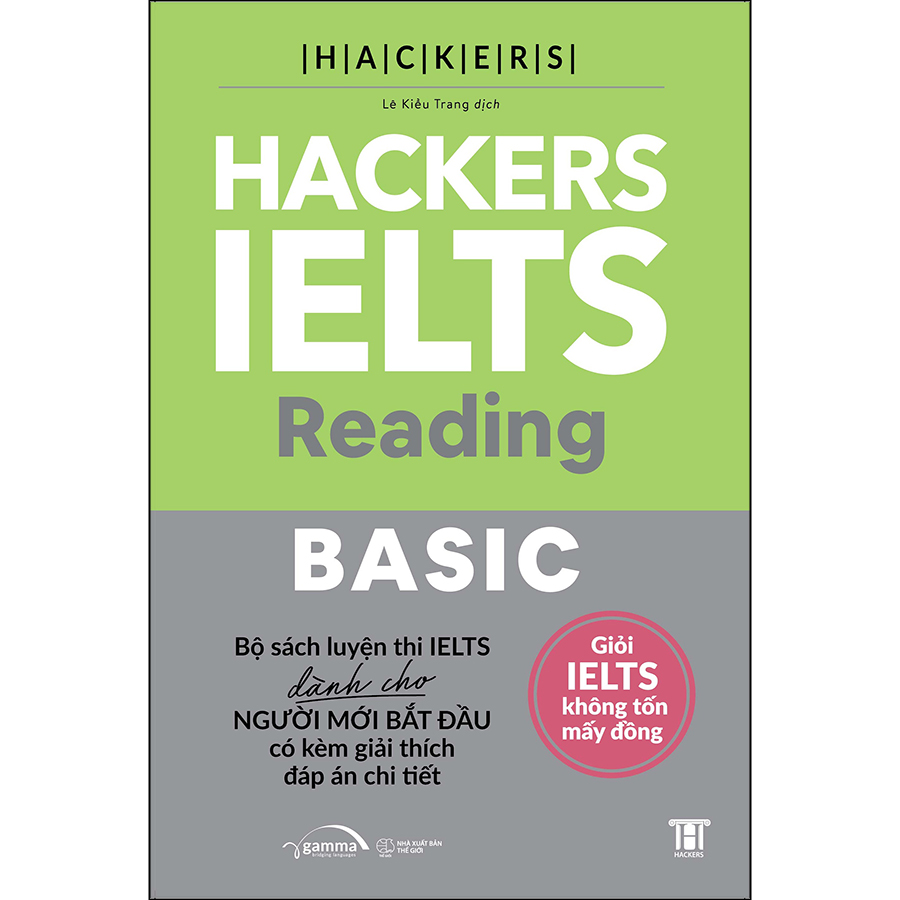 |H|A|C|K|E|R|S|
Lê Kiều Trang dịch
HACKERS
IELTS
Reading
BASIC
Bộ sách luyện thi IELTS
dành cho
NGƯỜI MỚI BẮT ĐẦU
có kèm giải thích
đáp án chi tiết
Giỏi
IELTS
không tốn
mấy đồng
gamma
bridging languages
THẾ GIỚI
NHÀ XUẤT BẢN
THẾ GIỚI
H
HACKERS